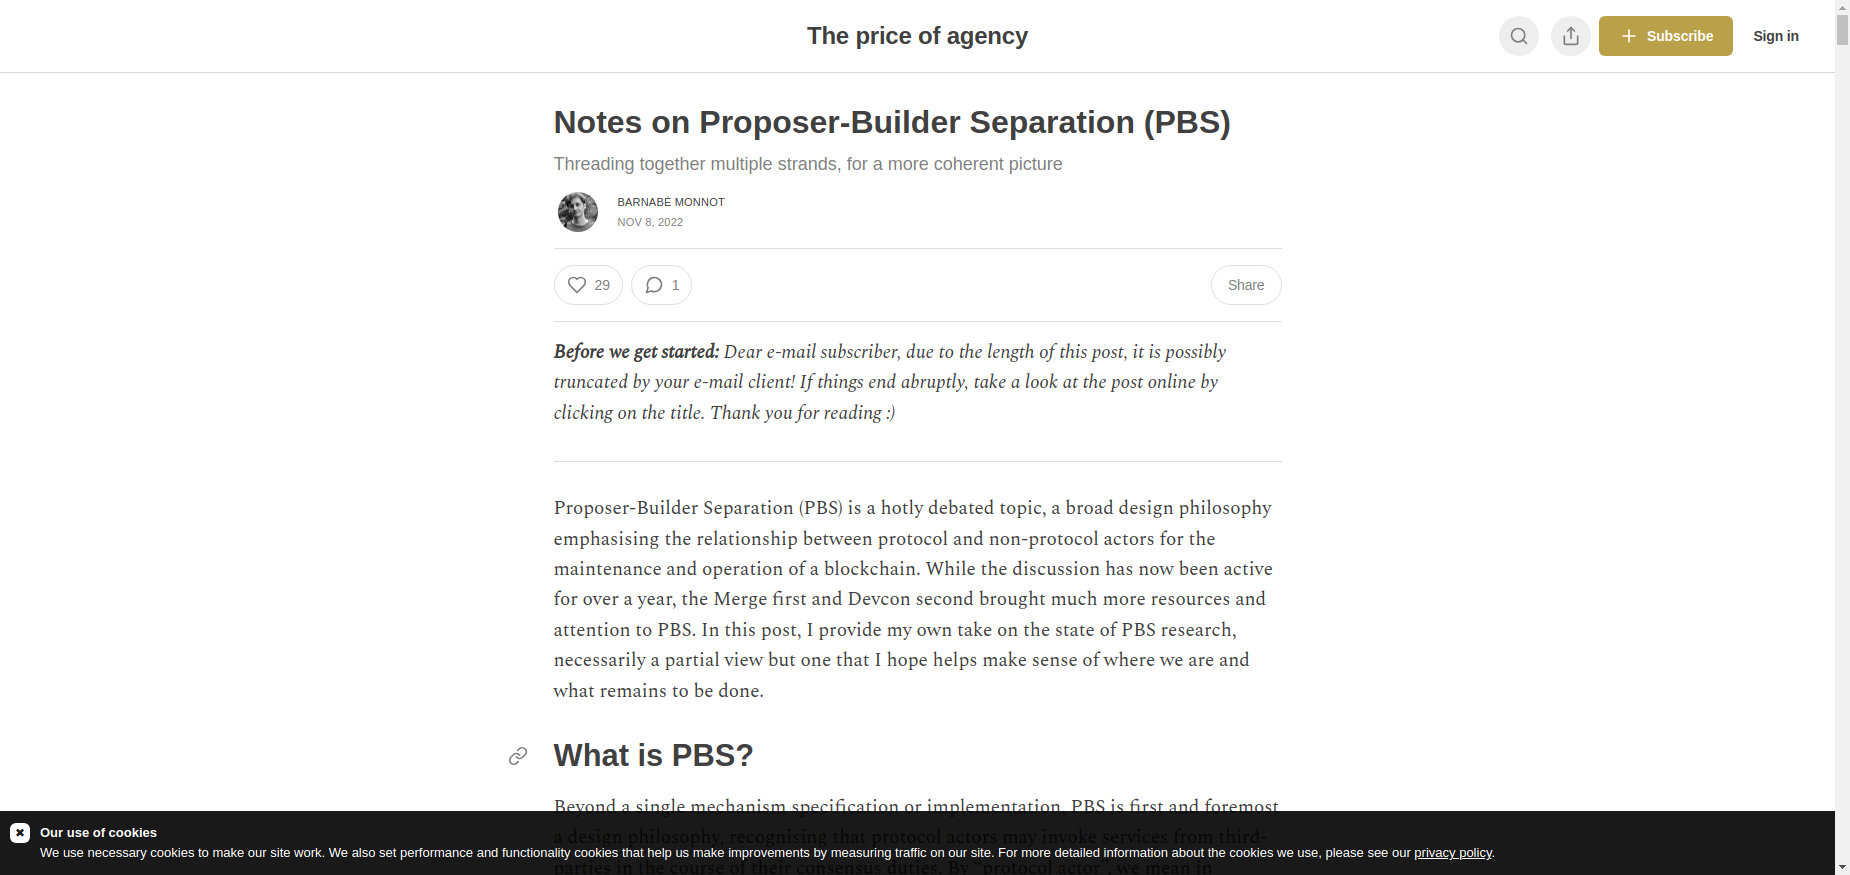 The price of agency
Subscribe
Sign in
Notes on Proposer-Builder Separation (PBS)
Threading together multiple strands, for a more coherent picture
BARNABÉ MONNOT
NOV 8, 2022
29
1
Share
Before we get started: Dear e-mail subscriber, due to the length of this post, it is possibly
truncated by your e-mail client! If things end abruptly, take a look at the post online by
clicking on the title. Thank you for reading :)
Proposer-Builder Separation (PBS) is a hotly debated topic, a broad design philosophy
emphasising the relationship between protocol and non-protocol actors for the
maintenance and operation of a blockchain. While the discussion has now been active
for over a year, the Merge first and Devcon second brought much more resources and
attention to PBS. In this post, I provide my own take on the state of PBS research,
necessarily a partial view but one that I hope helps make sense of where we are and
what remains to be done.
What is PBS?
Beyond a single mechanism specification or implementation, PBS is first and foremost
a design philosophy, recognising that protocol actors may invoke services from third-
parties in the course of their consensus duties. By "protocol actor", we mean in
Our use of cookies
We use necessary cookies to make our site work. We also set performance and functionality cookies that help us make improvements by measuring traffic on our site. For more detailed information about the cookies we use, please see our privacy policy.